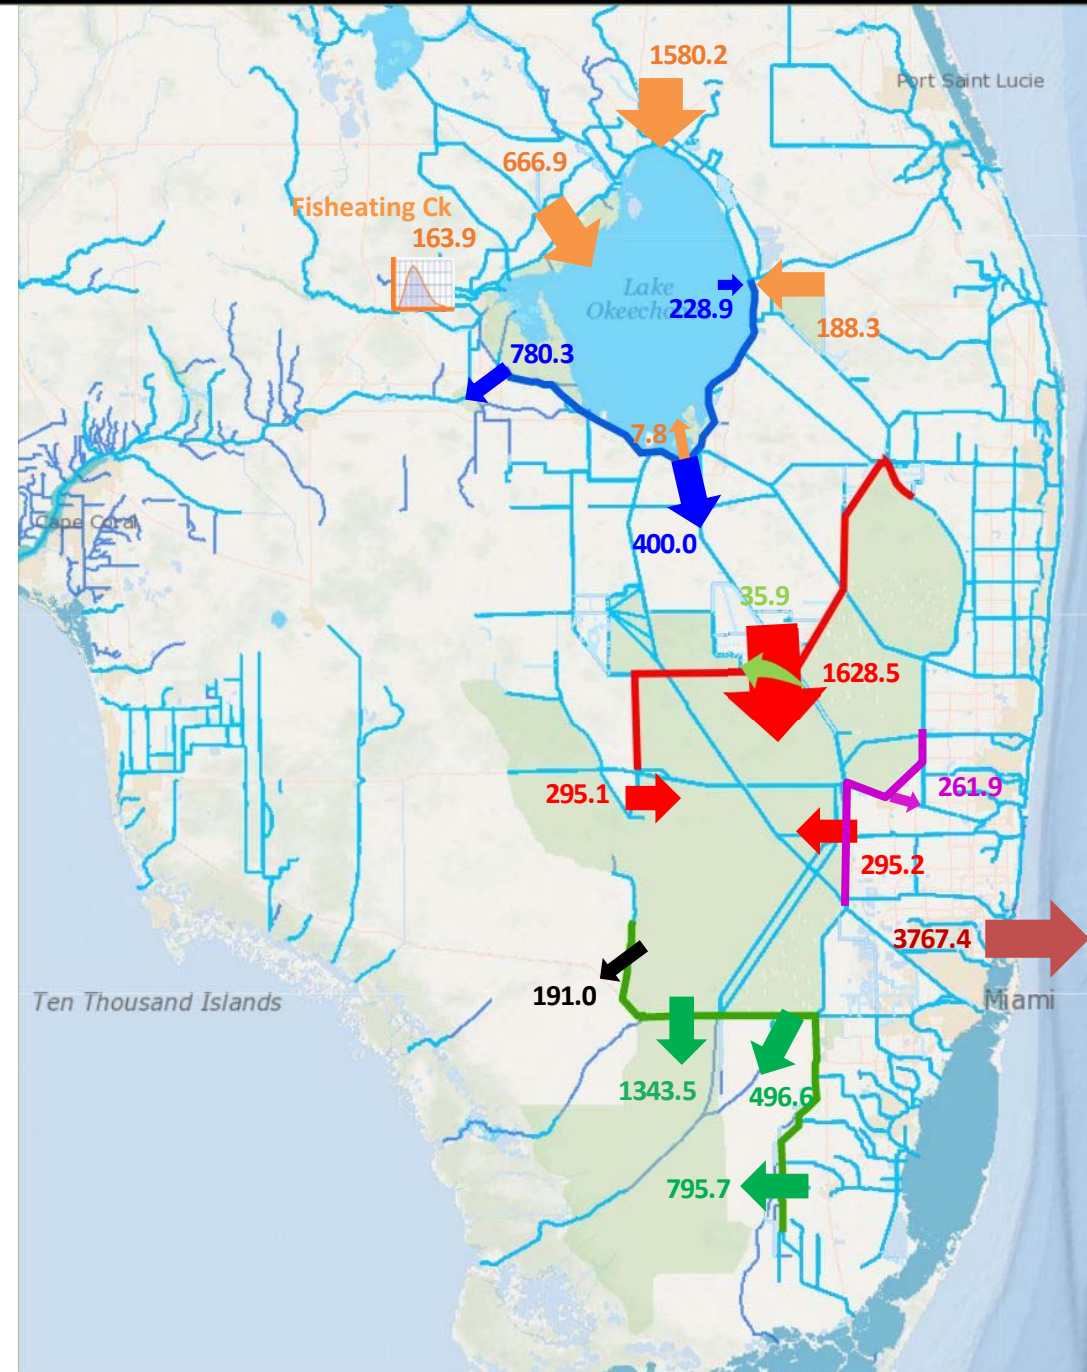 1580.2
Port Saint Lucie
666.9
Fisheating Ck
163.9
Lake
Okeech
228.9
188.3
780.3
7.8
Cape Coral
400.0
35.9
1628.5
295.1
261.9
295.2
3767.4
191.0
Ten Thousand Islands
Miami
1343.5
496.6
795.7